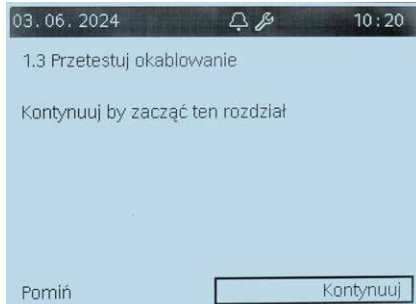 03. 06. 2024 10:20
1.3 Przetestuj okablowanie
Kontynuuj by zacząć ten rozdział
Pomiń Kontynuuj